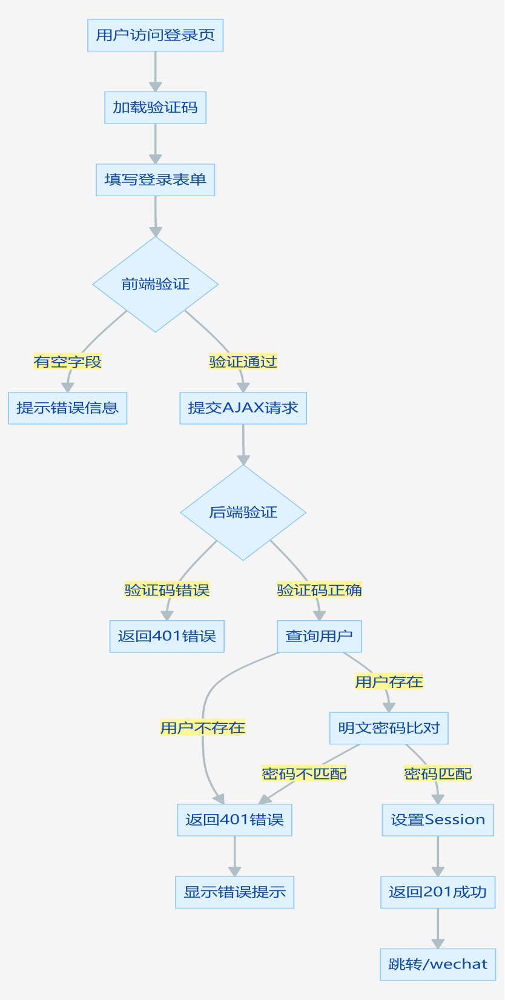 用户访问登录页
加载验证码
填写登录表单
前端验证
有空字段
验证通过
提示错误信息
提交AJAX请求
后端验证
验证码错误
验证码正确
返回401错误
查询用户
用户存在
用户不存在
明文密码比对
密码不匹配
密码匹配
返回401错误
设置Session
显示错误提示
返回201成功
跳转/wechat